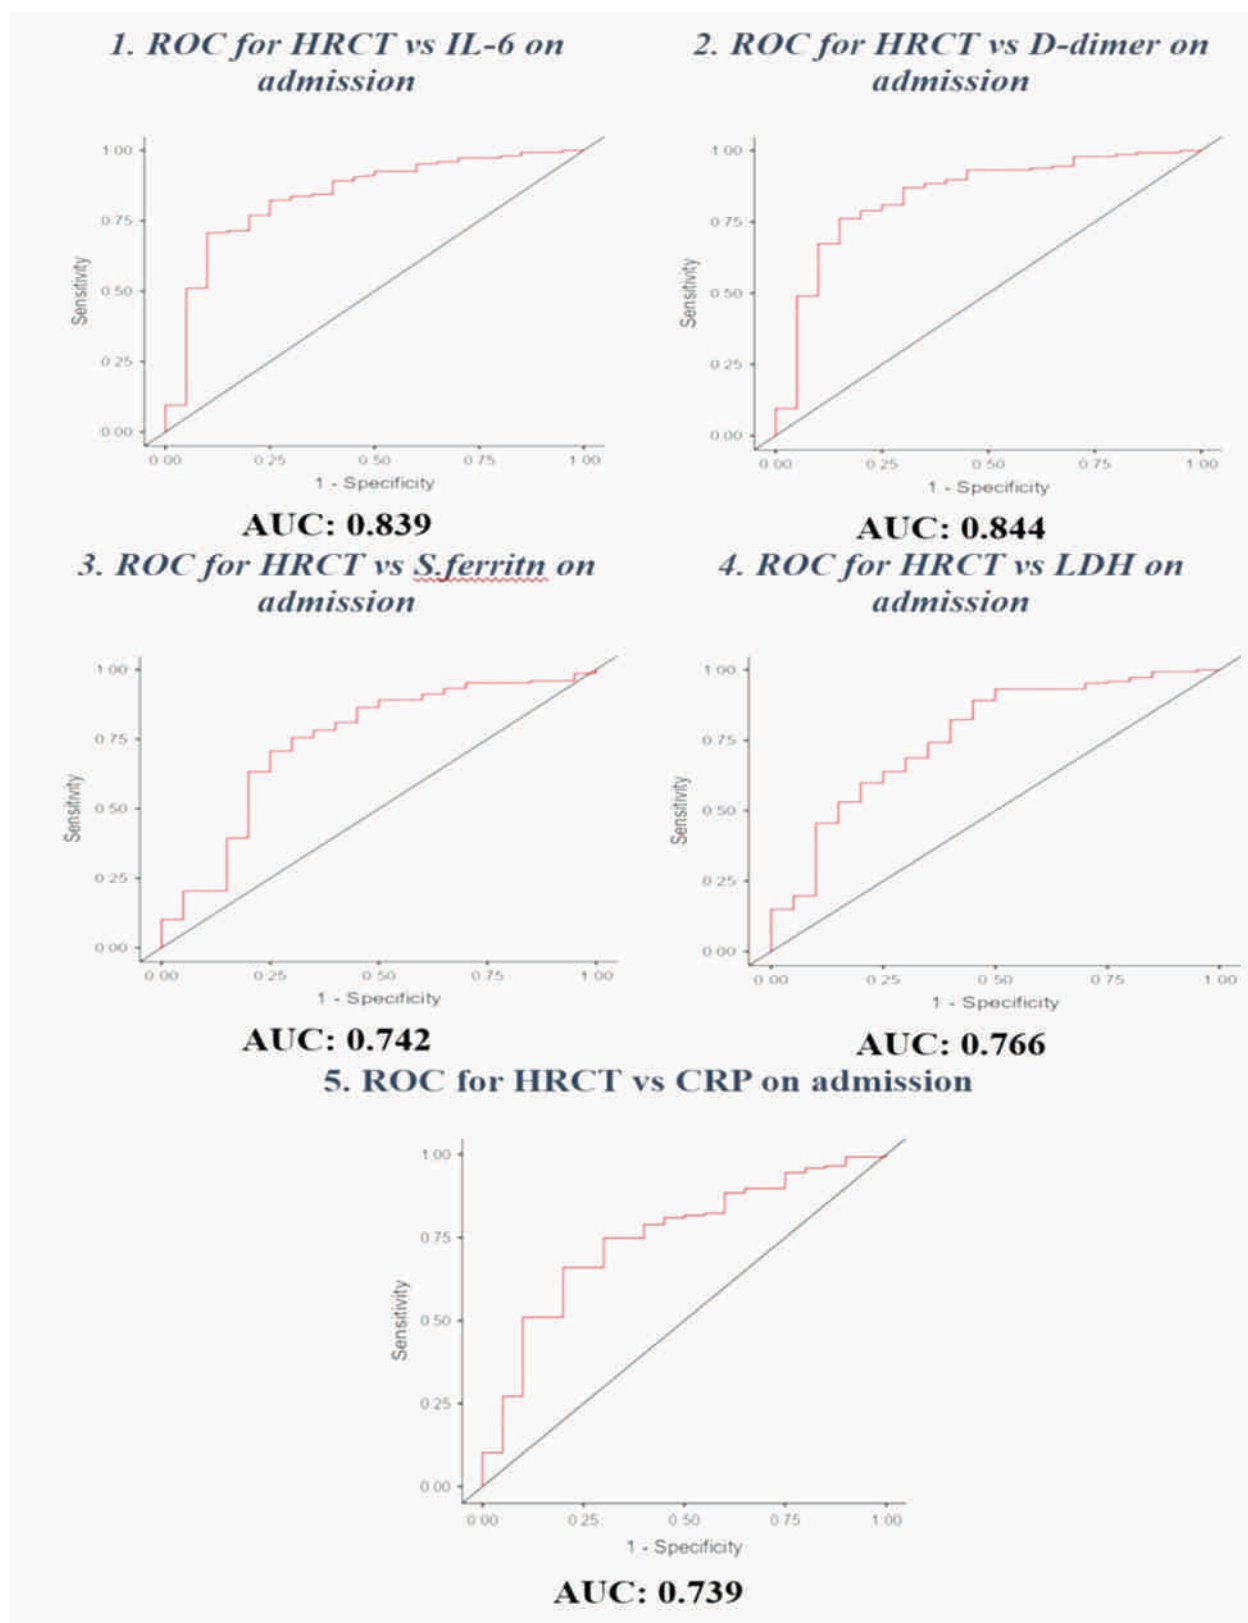 1. ROC for HRCT vs IL-6 on
admission
1 00
0 75
0 50
0 25
0 00
Sensitivity
0 00 0 25 0 50 0 75 1 00
1 - Specificity
AUC: 0.839
2. ROC for HRCT vs D-dimer on
admission
1 00
0 75
0 50
0 25
0 00
Sensitivity
0 00 0 25 0 50 0 75 1 00
1 - Specificity
AUC: 0.844
3. ROC for HRCT vs S.ferritn on
admission
1 00
0 75
0 50
0 25
0 00
Sensitivity
0 00 0 25 0 50 0 75 1 00
1 - Specificity
AUC: 0.742
4. ROC for HRCT vs LDH on
admission
1 00
0 75
0 50
0 25
0 00
Sensitivity
0 00 0 25 0 50 0 75 1 00
1 - Specificity
AUC: 0.766
5. ROC for HRCT vs CRP on admission
1 00
0 75
0 50
0 25
0 00
Sensitivity
0 00 0 25 0 50 0 75 1 00
1 - Specificity
AUC: 0.739